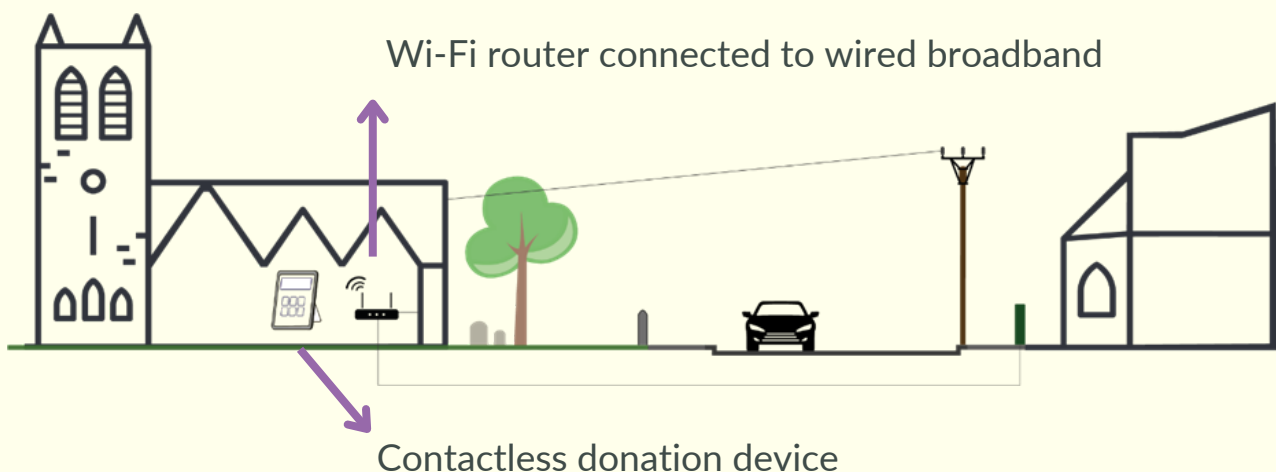 Wi-Fi router connected to wired broadband
Contactless donation device